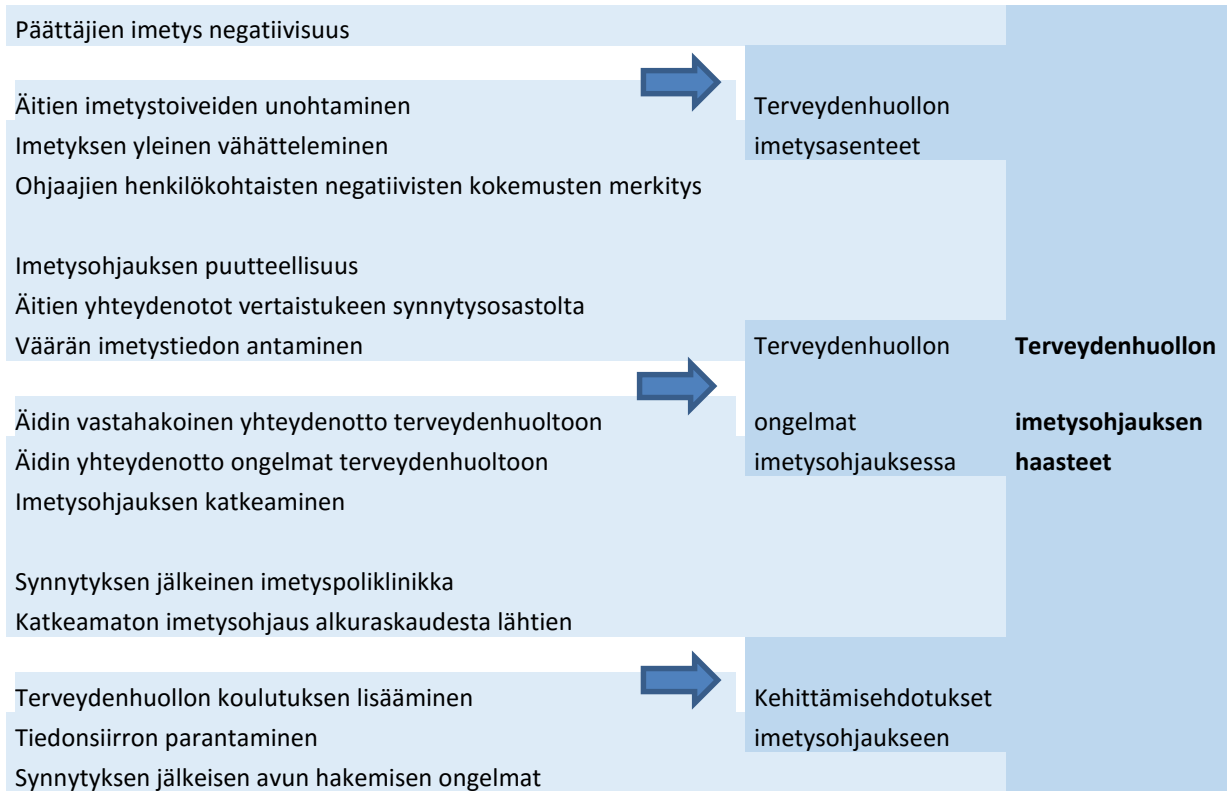 Päättäjien imetys negatiivisuus
Äitien imetystoiveiden unohtaminen Terveydenhuollon
Imetyksen yleinen vähätteleminen imetysasenteet
Ohjaajien henkilökohtaisten negatiivisten kokemusten merkitys
Imetysohjauksen puutteellisuus
Äitien yhteydenotot vertaistukeen synnytysosastolta
Väärän imetystiedon antaminen Terveydenhuollon Terveydenhuollon
Äidin vastahakoinen yhteydenotto terveydenhuoltoon ongelmat imetysohjauksen
Äidin yhteydenotto ongelmat terveydenhuoltoon imetysohjauksessa haasteet
Imetysohjauksen katkeaminen
Synnytyksen jälkeinen imetyspoliklinikka
Katkeamaton imetysohjaus alkuraskaudesta lähtien
Terveydenhuollon koulutuksen lisääminen Kehittämisehdotukset
Tiedonsiirron parantaminen imetysohjaukseen
Synnytyksen jälkeisen avun hakemisen ongelmat